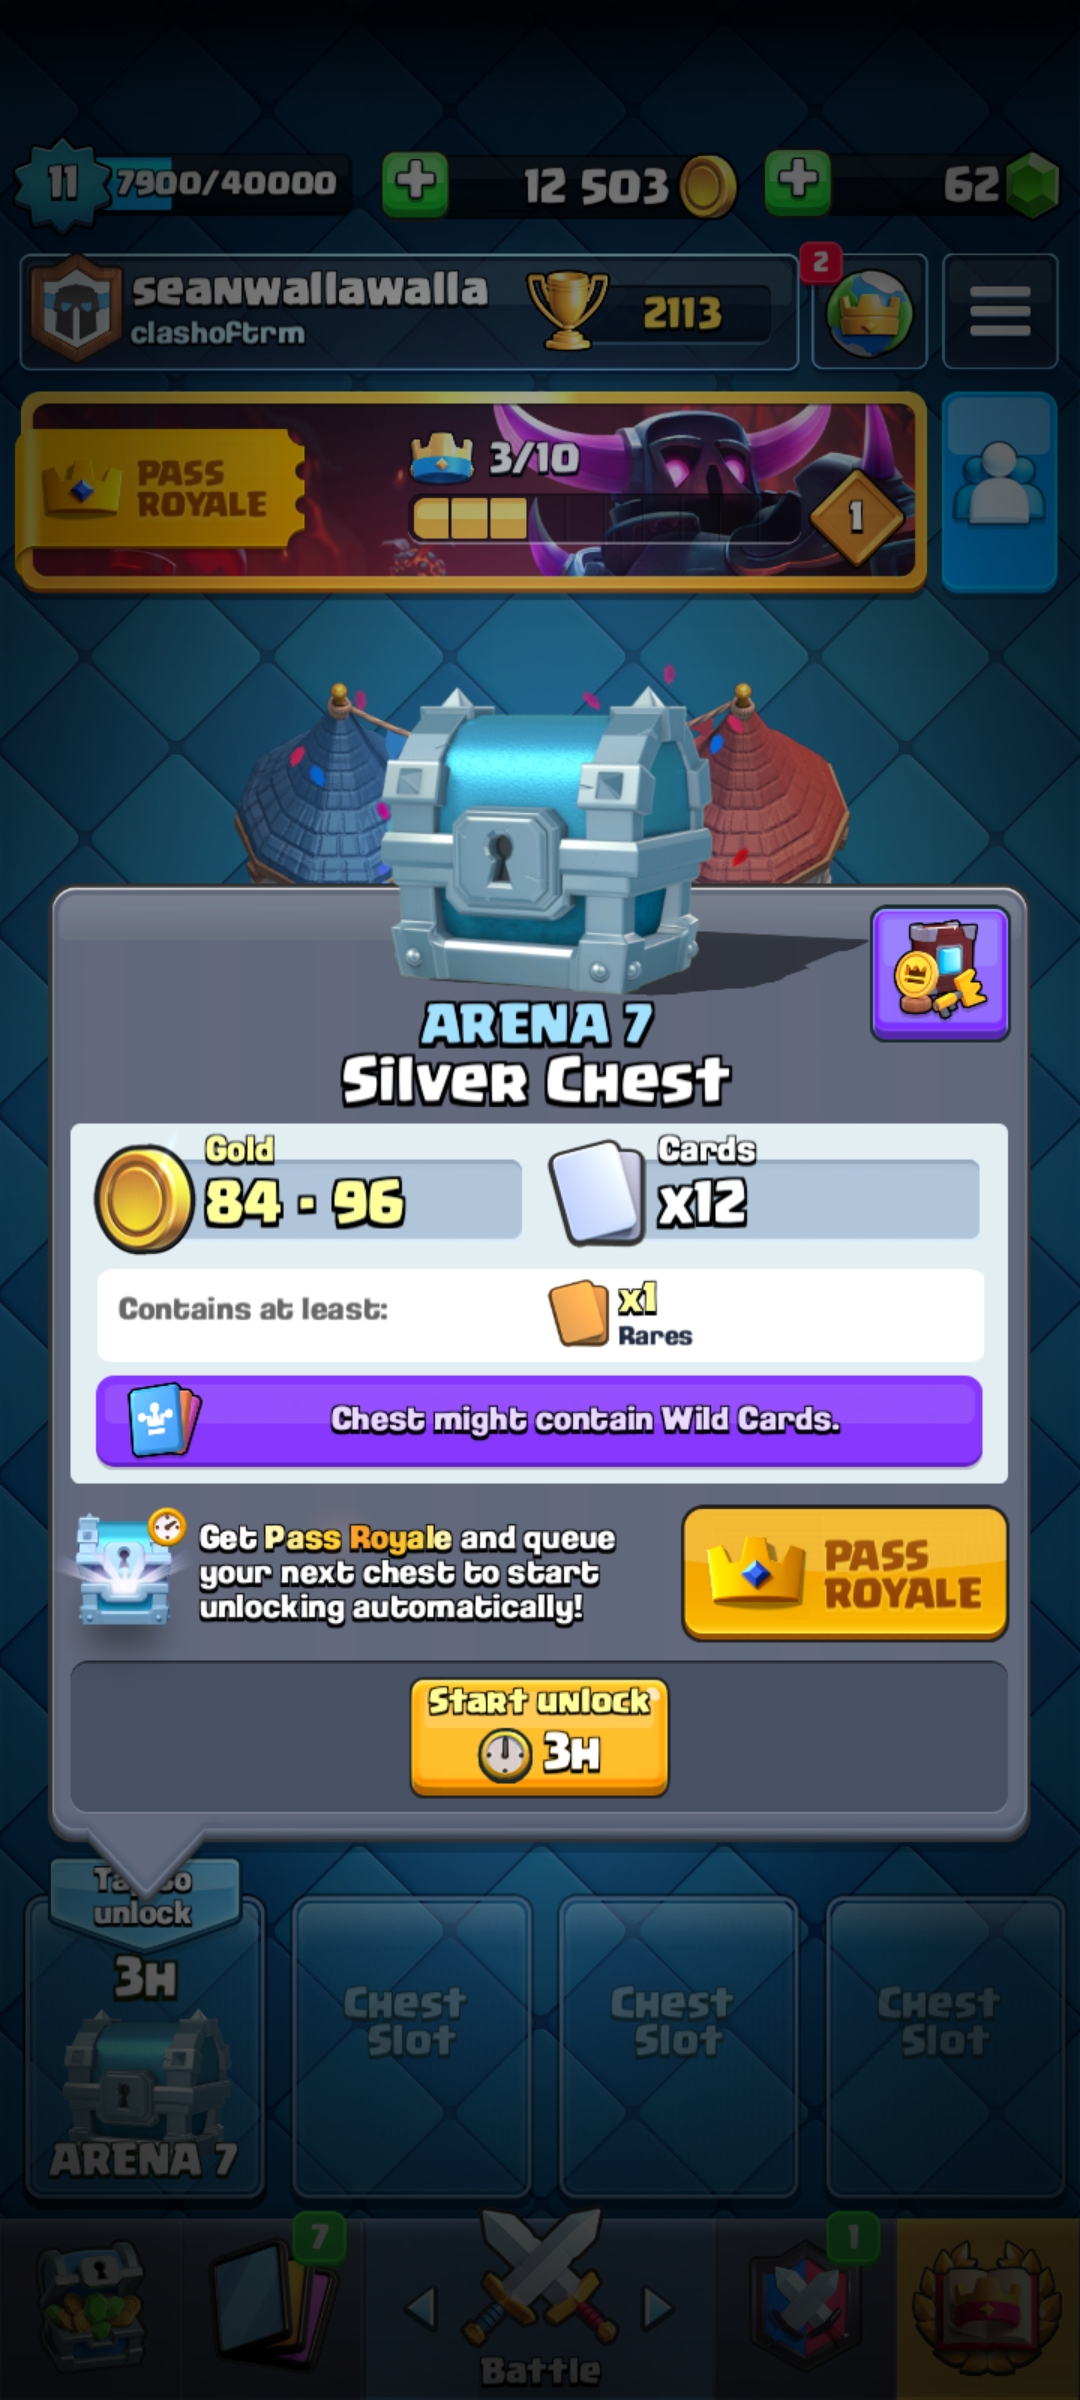 11 7900/40000 12 503 62
seanwallawalla 2113 2
clashoftrm
PASS
ROYALE
3/10
1
ARENA 7
Silver Chest
Gold
84 - 96
Cards
x12
Contains at least:
x1
Rares
Chest might contain Wild Cards.
Get Pass Royale and queue
your next chest to start
unlocking automatically!
PASS
ROYALE
Start unlock
3H
unlock
3H
ARENA 7
Chest
Slot
Chest
Slot
Chest
Slot
7
1
Battle